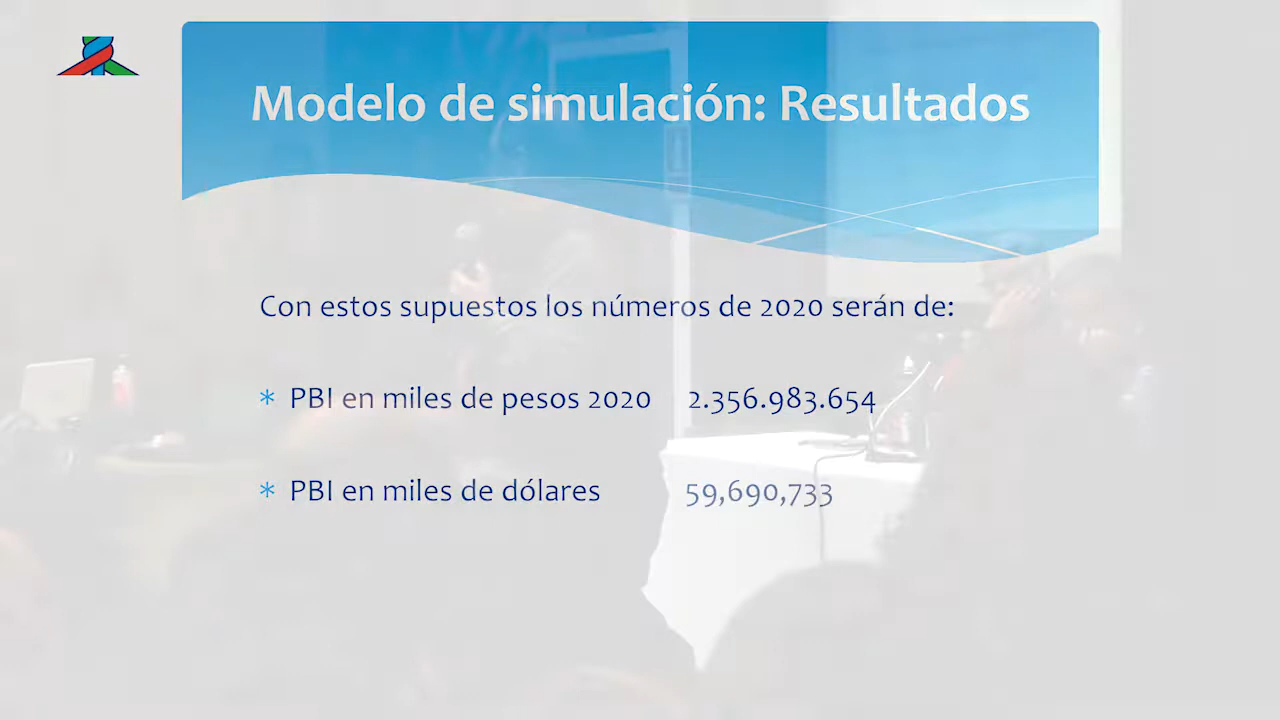 Modelo de simulación: Resultados
Con estos supuestos los números de 2020 serán de:
* PBI en miles de pesos 2020 2.356.983.654
* PBI en miles de dólares 59,690,733